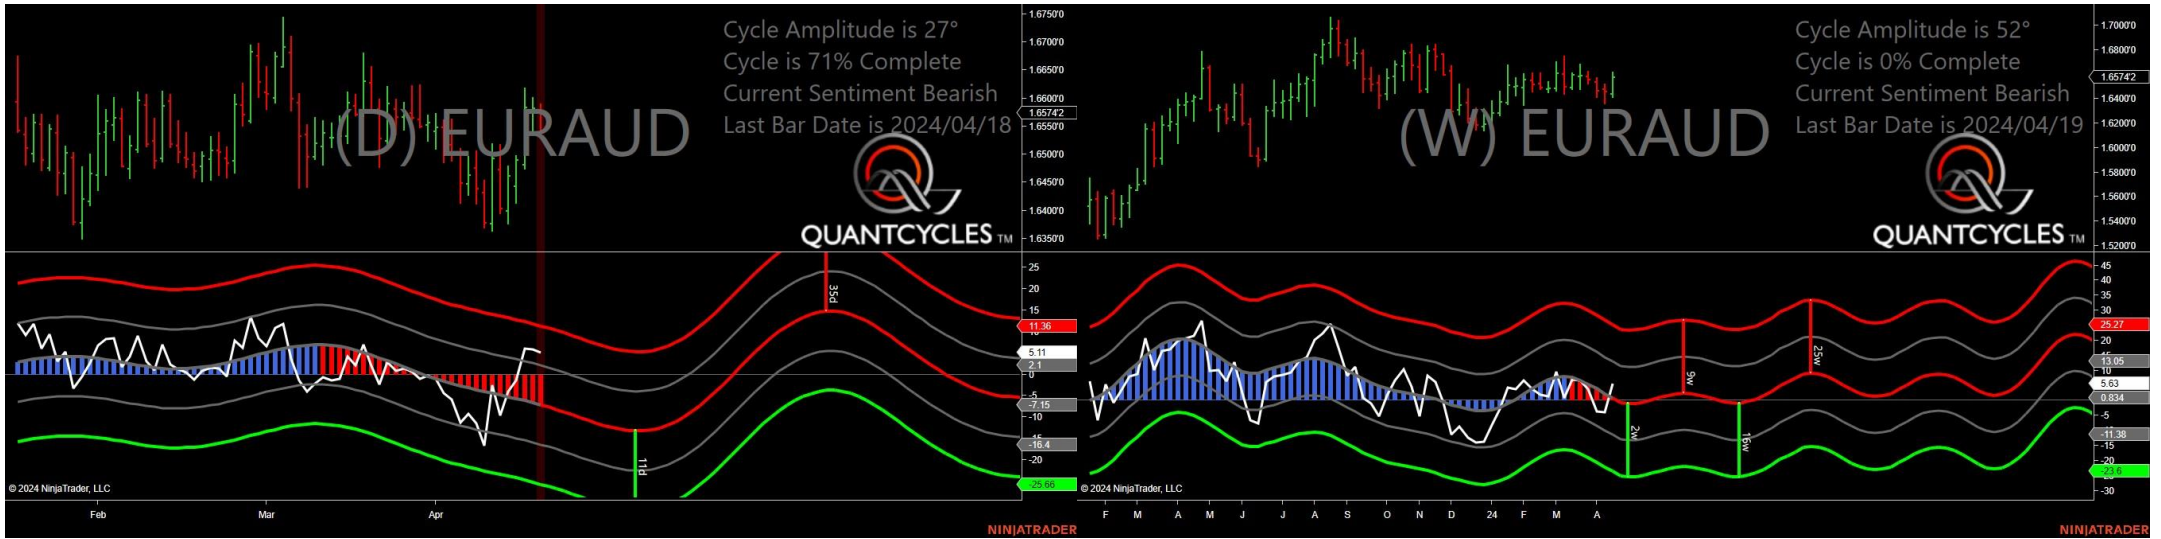 Cycle Amplitude is 27°
Cycle is 71% Complete
Current Sentiment Bearish
Last Bar Date is 2024/04/18
(D) EURAUD
QUANTCYCLES TM
1.6750'0
1.6700'0
1.6650'0
1.6600'0
1.6574'2
1.6550'0
1.6500'0
1.6450'0
1.6400'0
1.6350'0
25
20
15
11.36
5.11
2.1
0
-5
-7.15
-10
-16.4
-20
-25.66
35d
11d
© 2024 NinjaTrader, LLC
Feb Mar Apr
NINJATRADER
Cycle Amplitude is 52°
Cycle is 0% Complete
Current Sentiment Bearish
Last Bar Date is 2024/04/19
(W) EURAUD
QUANTCYCLES TM
1.7000'0
1.6800'0
1.6574'2
1.6400'0
1.6200'0
1.6000'0
1.5800'0
1.5600'0
1.5400'0
1.5200'0
45
40
35
30
25.27
20
13.05
10
5.63
0.834
-5
-11.38
-15
-20
-23.6
-30
9w
25w
2w
16w
© 2024 NinjaTrader, LLC
F M A M J J A S O N D 24 F M A
NINJATRADER